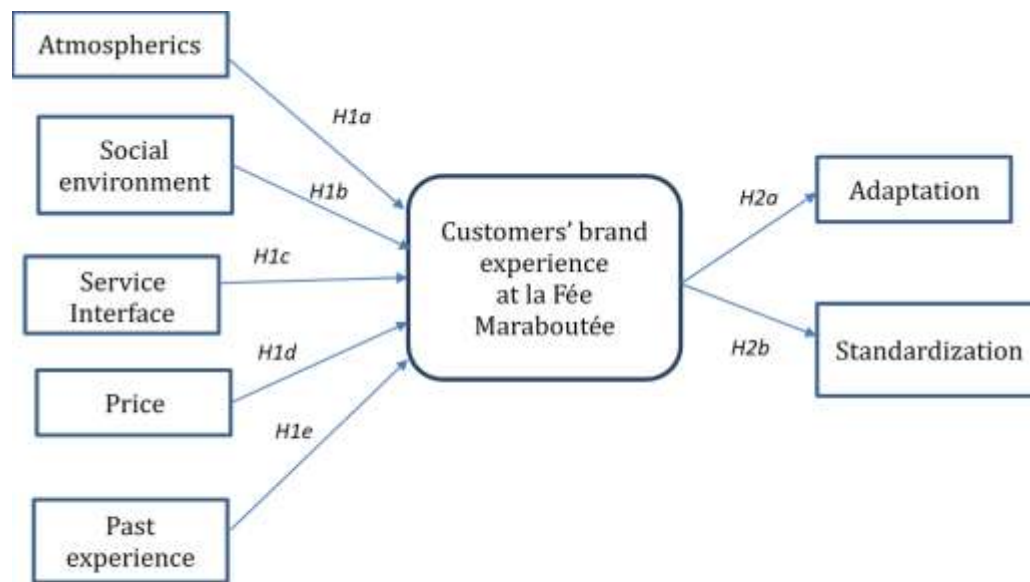 Atmospherics
H1a
Social
environment
H1b
Service
Interface
H1c
Price
H1d
Past
experience
H1e
Customers’ brand
experience
at la Fée
Maraboutée
H2a
Adaptation
H2b
Standardization